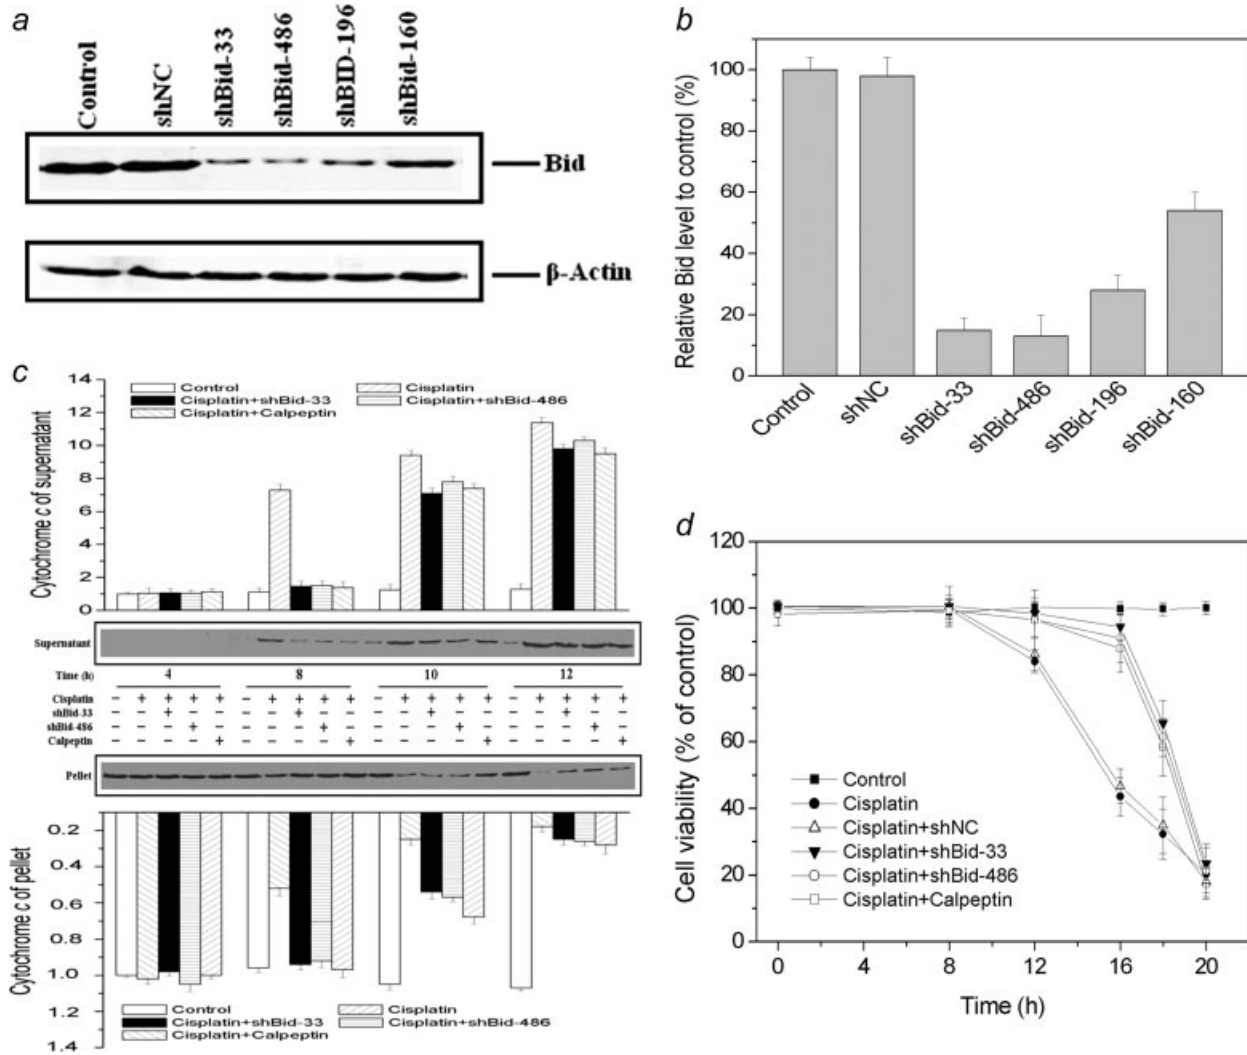 a
Control
shNC
shBid-33
shBid-486
shBID-196
shBid-160
Bid
β-Actin
b
Relative Bid level to control (%)
100
80
60
40
20
0
Control
shNC
shBid-33
shBid-486
shBid-196
shBid-160
c
Control
Cisplatin
Cisplatin+shBid-33
Cisplatin+shBid-486
Cisplatin+Calpeptin
Cytochrome c of supernatant
14
12
10
8
6
4
2
0
Supernatant
Time (h) 4 8 10 12
Cisplatin − + + + + − + + + + − + + + + − + + + +
shBid-33 − − + − − − − + − − − − + − − − − + − −
shBid-486 − − − + − − − − + − − − − + − − − − + −
Calpeptin − − − − + − − − − + − − − − + − − − − +
Pellet
Cytochrome c of pellet
0.2
0.4
0.6
0.8
1.0
1.2
1.4
Control
Cisplatin
Cisplatin+shBid-33
Cisplatin+shBid-486
Cisplatin+Calpeptin
d
Cell viability (% of control)
120
100
80
60
40
20
0
Control
Cisplatin
Cisplatin+shNC
Cisplatin+shBid-33
Cisplatin+shBid-486
Cisplatin+Calpeptin
0 4 8 12 16 20
Time (h)